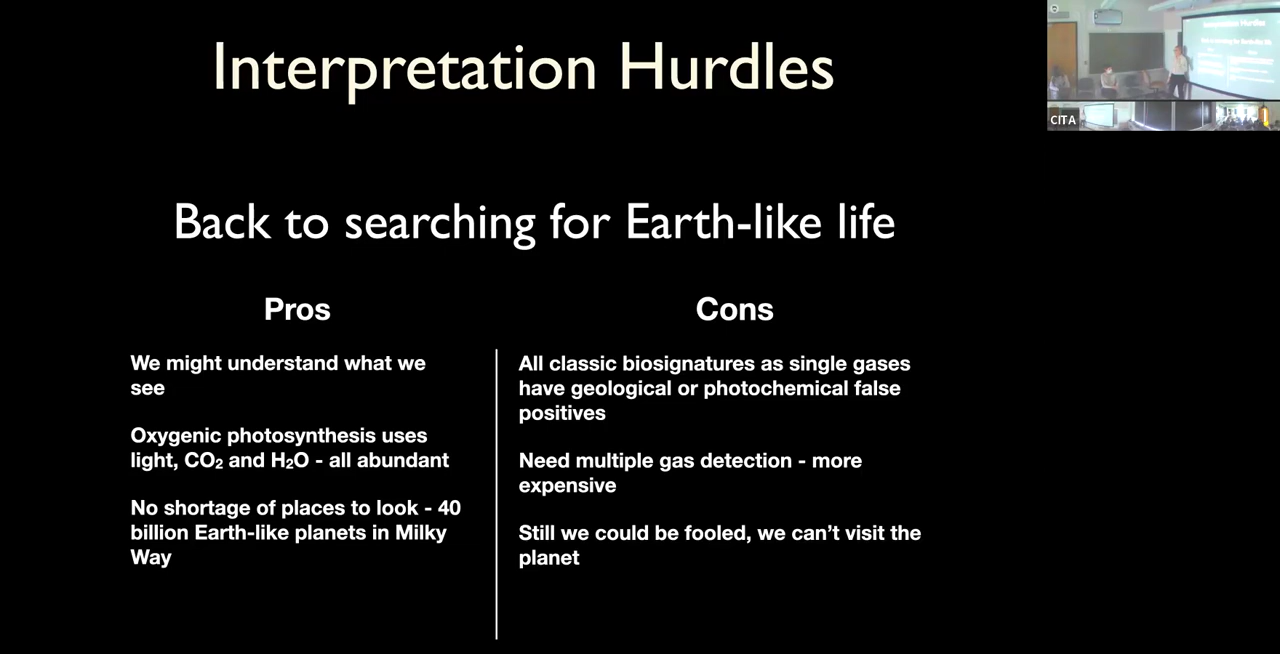 Interpretation Hurdles
Back to searching for Earth-like life
Pros
We might understand what we
see
Oxygenic photosynthesis uses
light, CO₂ and H₂O - all abundant
No shortage of places to look - 40
billion Earth-like planets in Milky
Way
Cons
All classic biosignatures as single gases
have geological or photochemical false
positives
Need multiple gas detection - more
expensive
Still we could be fooled, we can't visit the
planet
Interpretation Hurdles
CITA